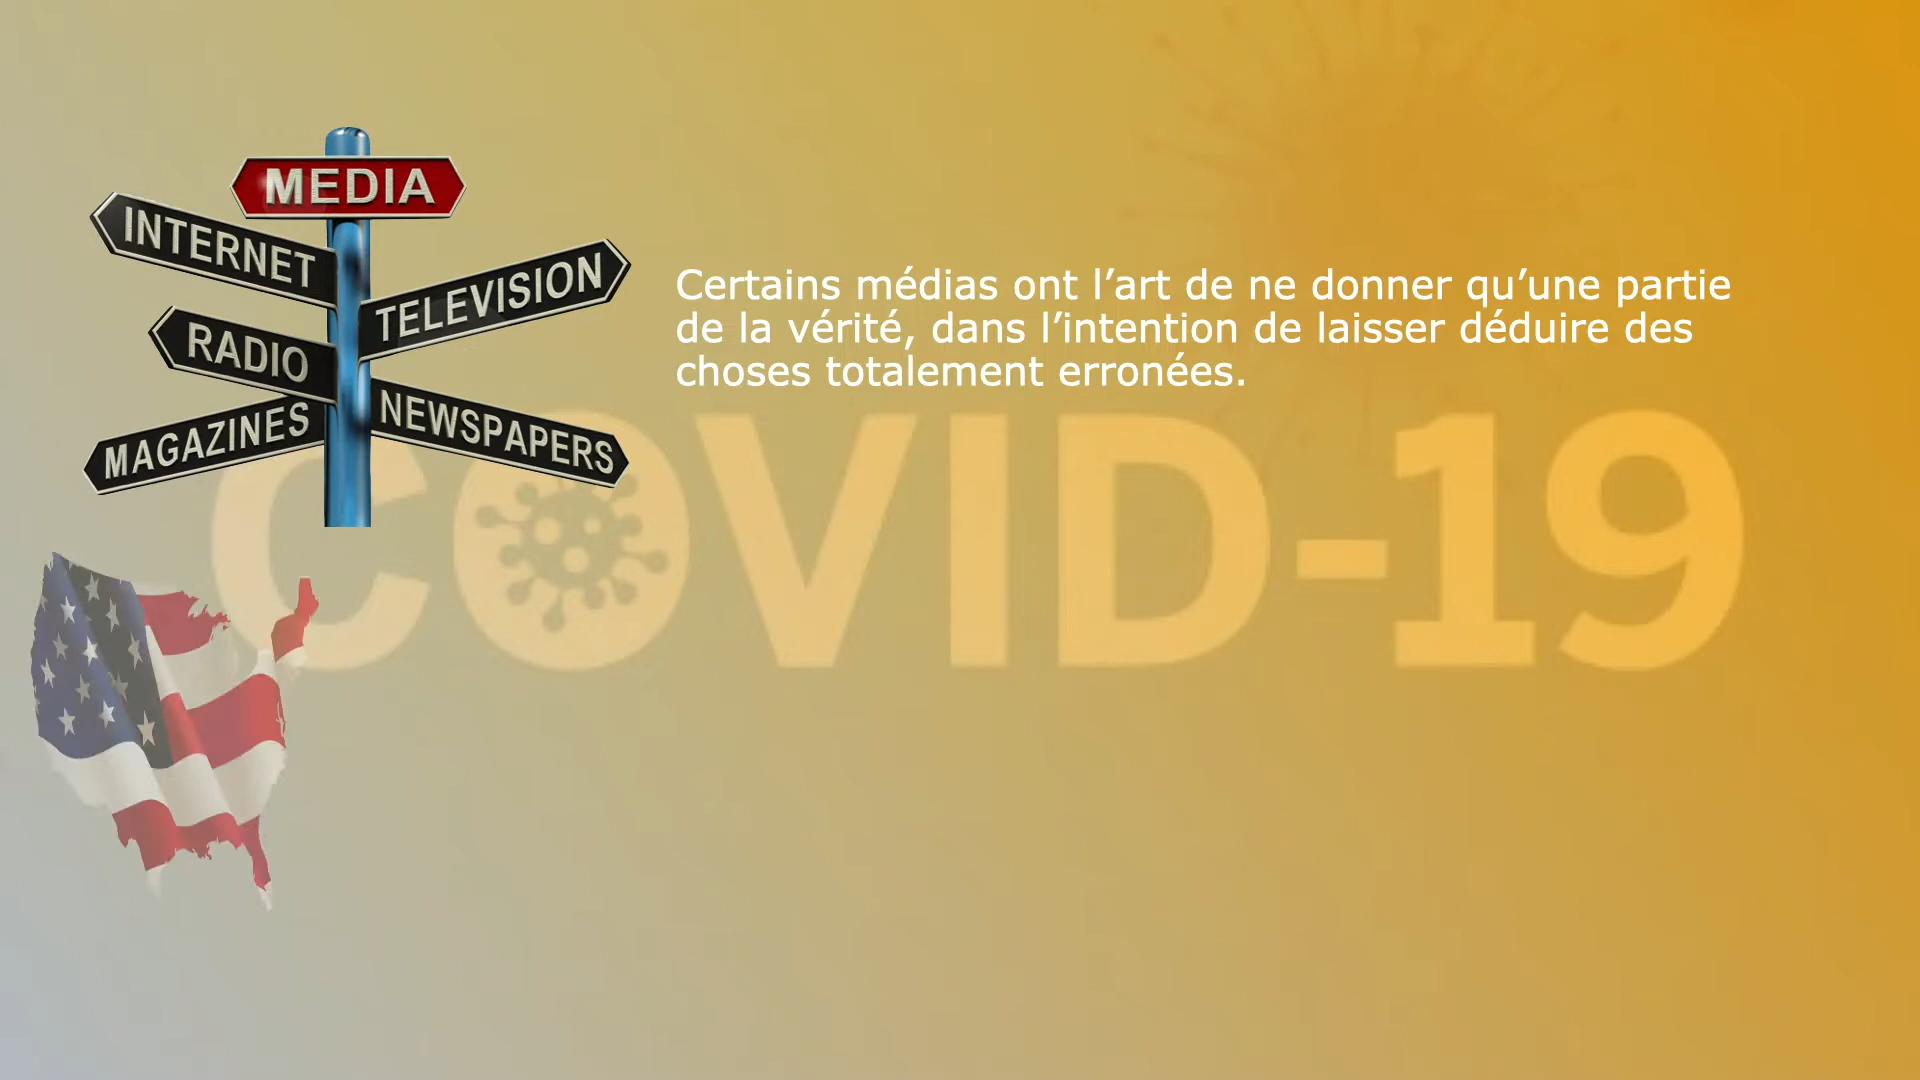 MEDIA
INTERNET
TELEVISION
RADIO
MAGAZINES
NEWSPAPERS
Certains médias ont l’art de ne donner qu’une partie
de la vérité, dans l’intention de laisser déduire des
choses totalement erronées.
COVID-19